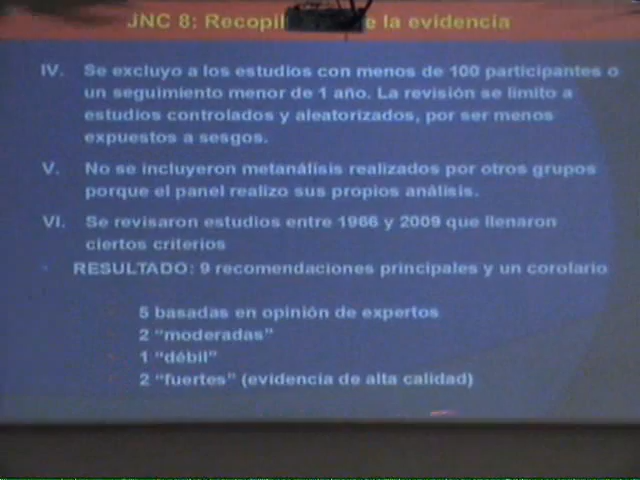 JNC 8: Recopil e la evidencia
IV. Se excluyo a los estudios con menos de 100 participantes o
un seguimiento menor de 1 año. La revisión se limito a
estudios controlados y aleatorizados, por ser menos
expuestos a sesgos.
V. No se incluyeron metanálisis realizados por otros grupos
porque el panel realizo sus propios análisis.
VI. Se revisaron estudios entre 1966 y 2009 que llenaron
ciertos criterios
RESULTADO: 9 recomendaciones principales y un corolario
5 basadas en opinión de expertos
2 “moderadas”
1 “débil”
2 “fuertes” (evidencia de alta calidad)